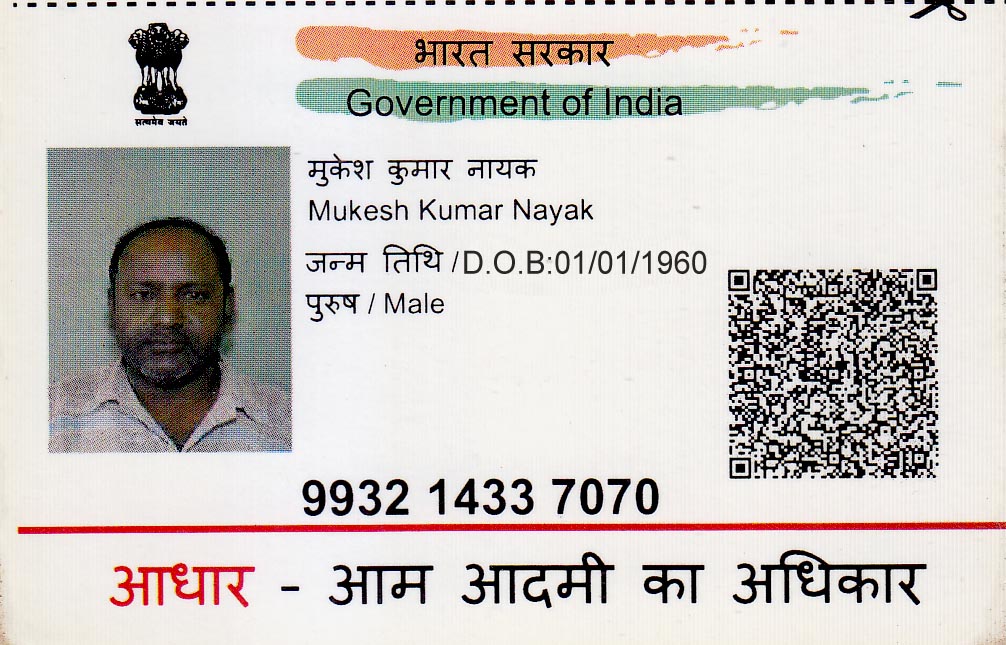 सत्यमेव जयते
भारत सरकार
Government of India
मुकेश कुमार नायक
Mukesh Kumar Nayak
जन्म तिथि /D.O.B:01/01/1960
पुरुष / Male
9932 1433 7070
आधार - आम आदमी का अधिकार